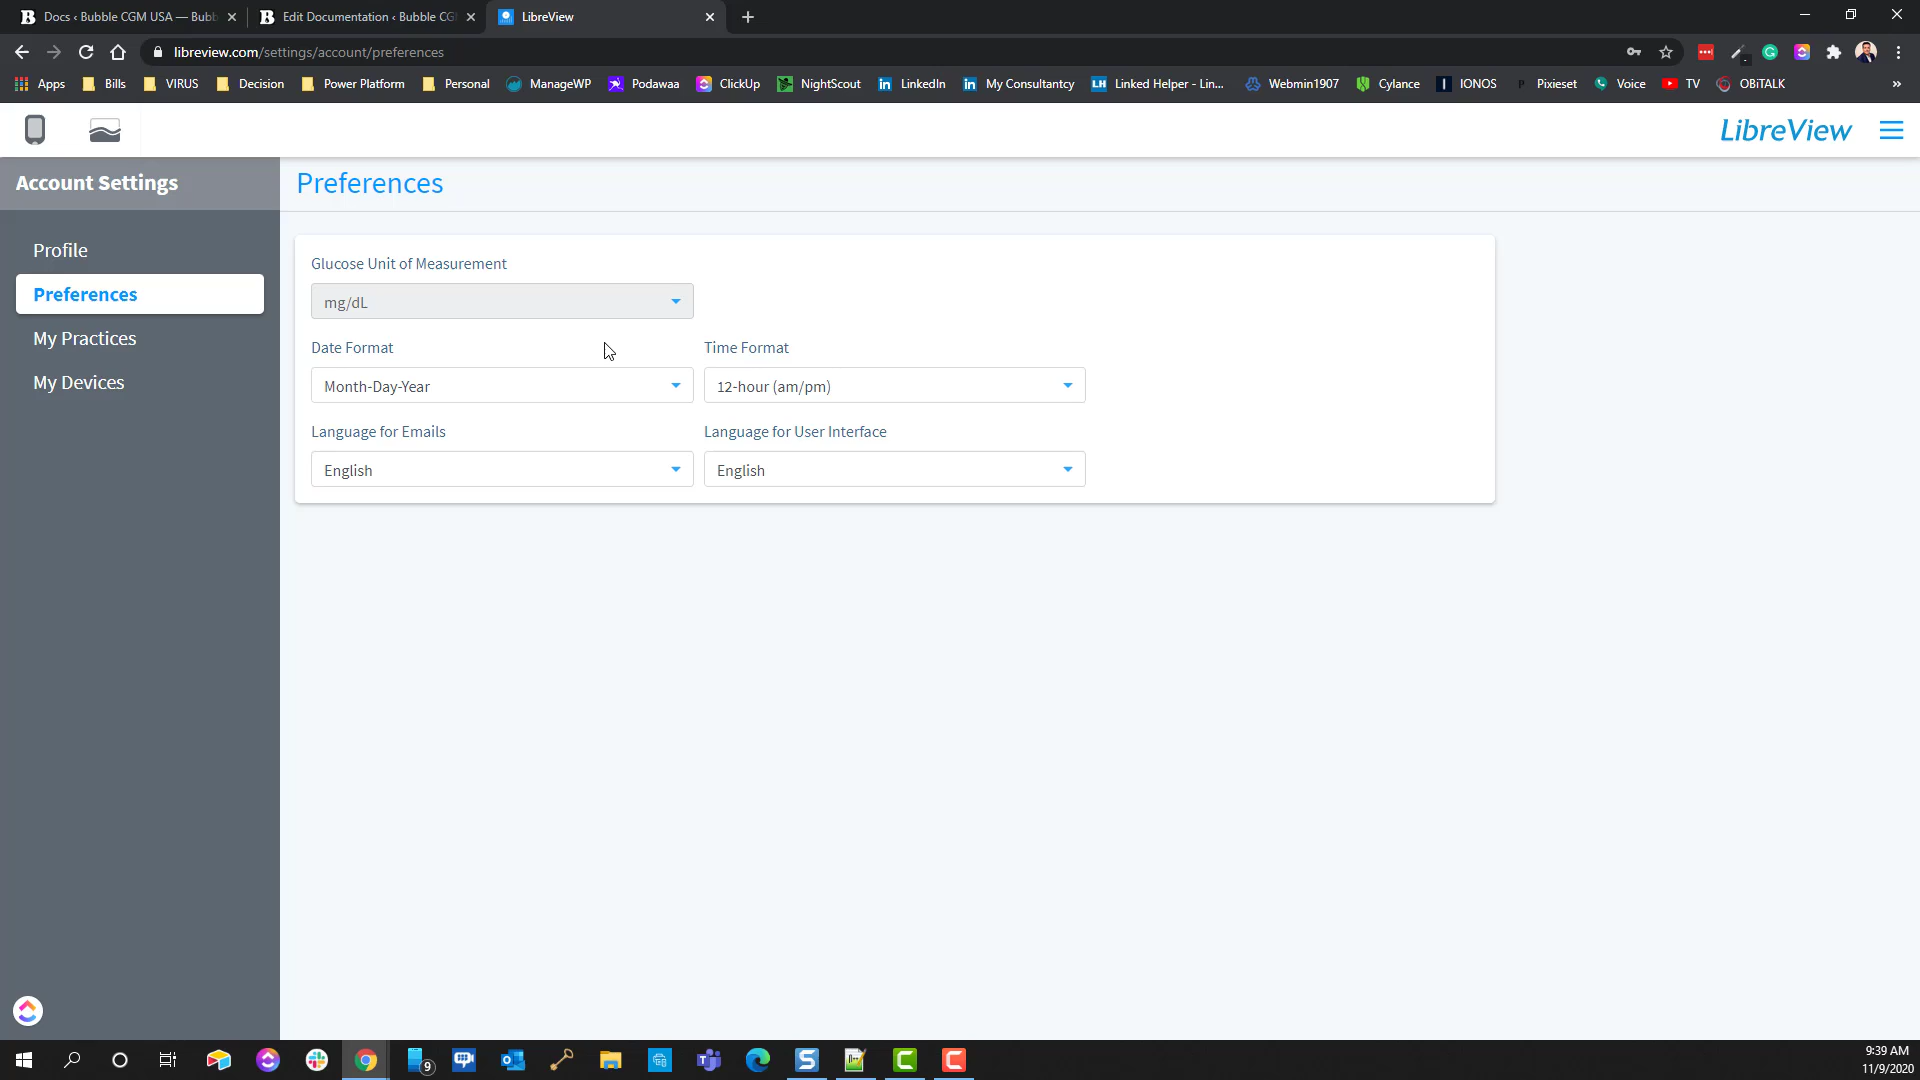 Docs ‹ Bubble CGM USA — Bubb
Edit Documentation ‹ Bubble CG
LibreView
libreview.com/settings/account/preferences
Apps
Bills
VIRUS
Decision
Power Platform
Personal
ManageWP
Podawaa
ClickUp
NightScout
LinkedIn
My Consultantcy
Linked Helper - Lin...
Webmin1907
Cylance
IONOS
Pixieset
Voice
TV
OBiTALK
»
LibreView
Account Settings
Preferences
Profile
Preferences
My Practices
My Devices
Glucose Unit of Measurement
mg/dL
Date Format
Time Format
Month-Day-Year
12-hour (am/pm)
Language for Emails
Language for User Interface
English
English
9
9:39 AM
11/9/2020